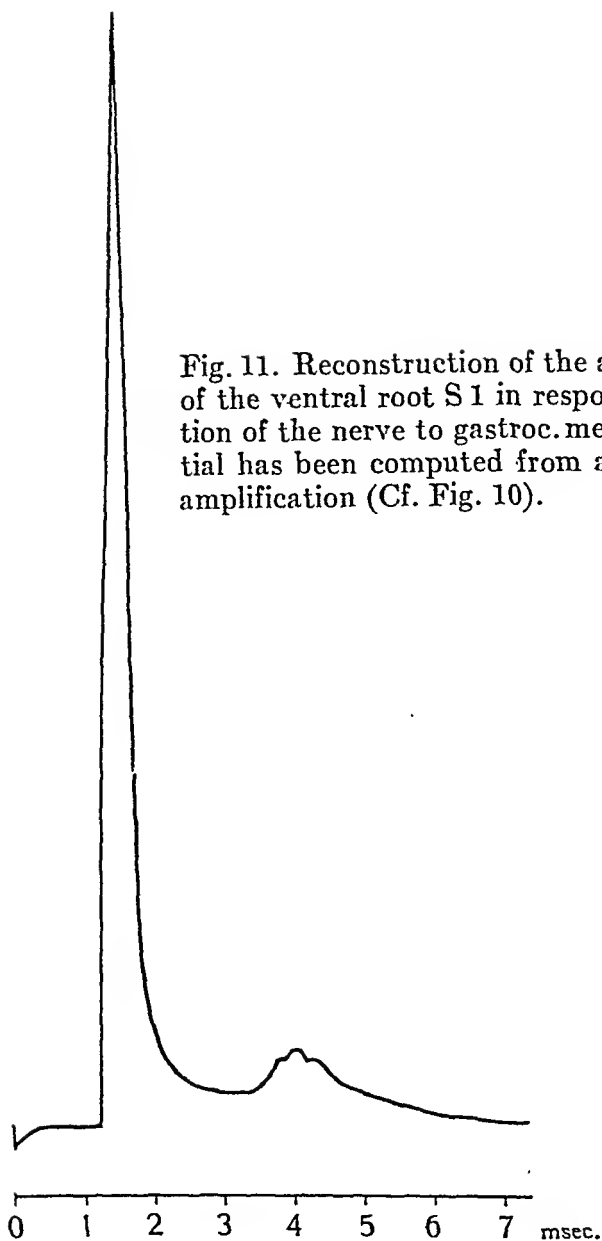 Fig. 11. Reconstruction of the a
of the ventral root S 1 in respo
tion of the nerve to gastroc. me
tial has been computed from a
amplification (Cf. Fig. 10).
0 1 2 3 4 5 6 7 msec.